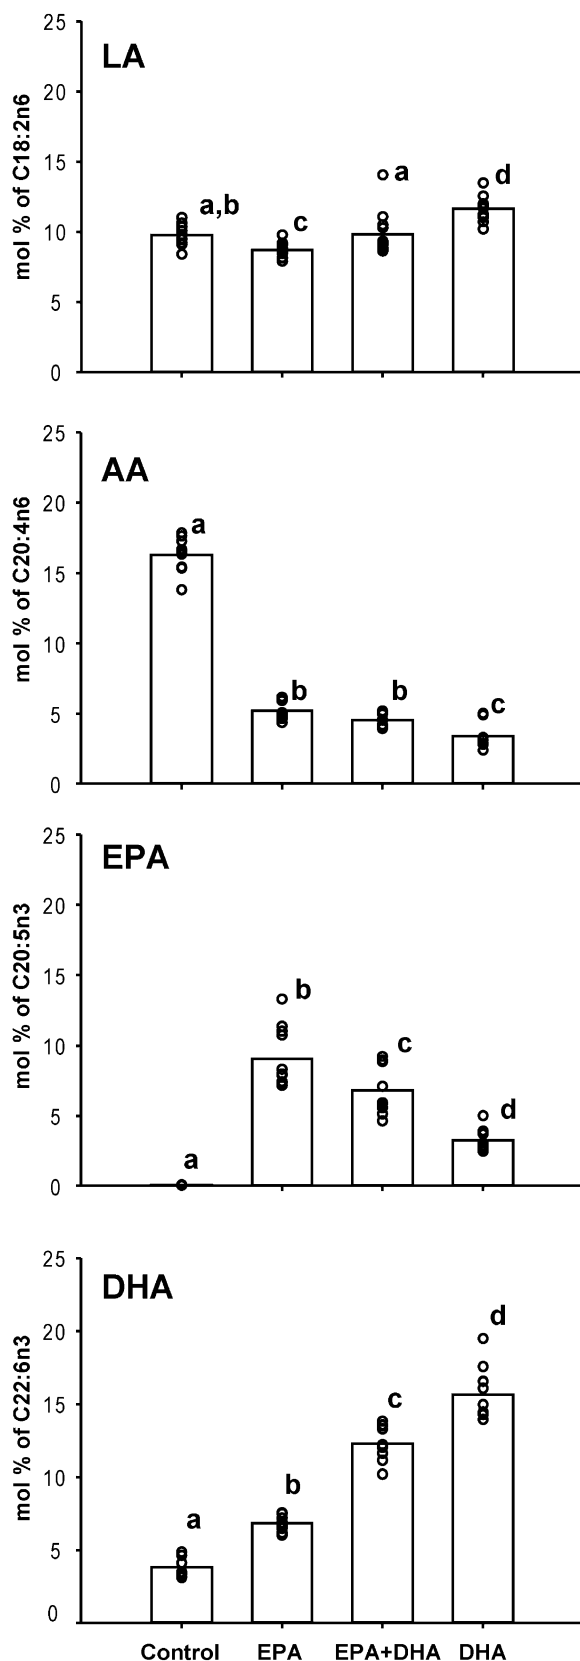 LA
mol % of C18:2n6
25
20
15
10
5
0
a,b
c
a
d
AA
mol % of C20:4n6
25
20
15
10
5
0
a
b
b
c
EPA
mol % of C20:5n3
25
20
15
10
5
0
a
b
c
d
DHA
mol % of C22:6n3
25
20
15
10
5
0
a
b
c
d
Control EPA EPA+DHA DHA